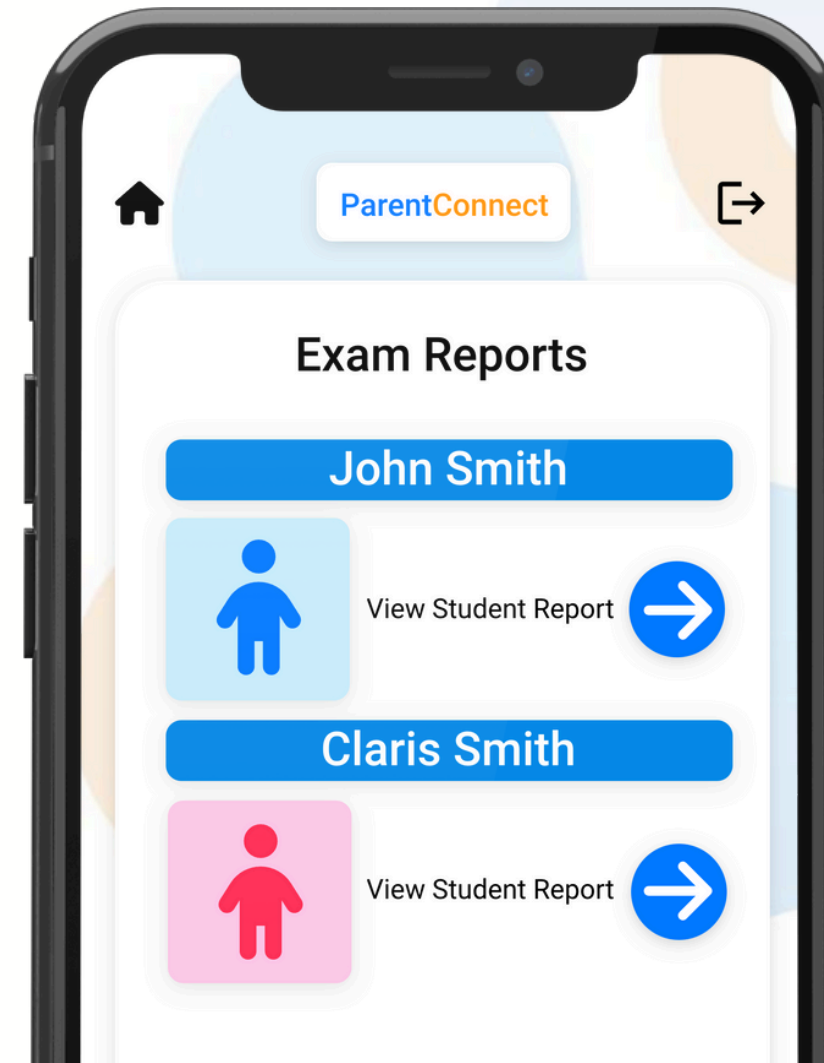 ParentConnect
Exam Reports
John Smith
View Student Report
Claris Smith
View Student Report